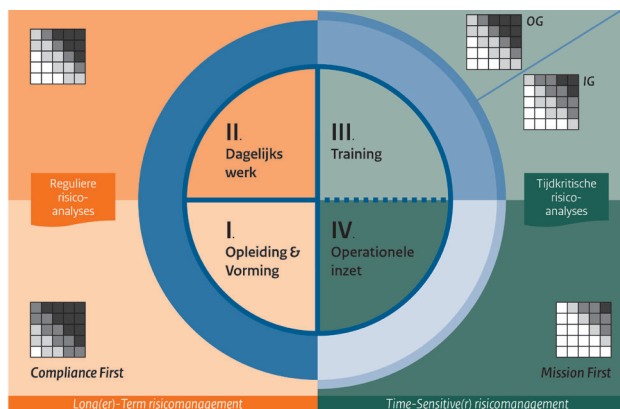 OG
IG
II.
Dagelijks
werk
III.
Training
Reguliere
risico-
analyses
Tijdkritische
risico-
analyses
I.
Opleiding &
Vorming
IV.
Operationele
inzet
Compliance First
Mission First
Long(er)-Term risicomanagement
Time-Sensitive(r) risicomanagement